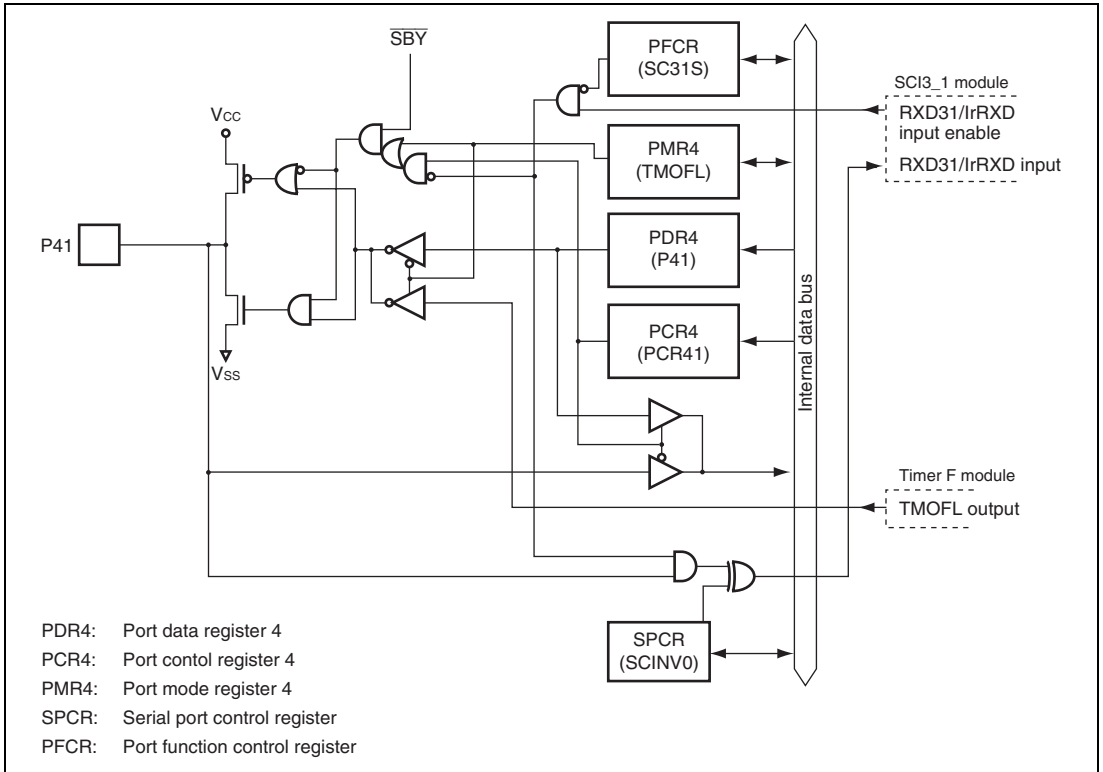 SBY
PFCR
(SC31S)
SCI3_1 module
RXD31/IrRXD
input enable
RXD31/IrRXD input
VCC
PMR4
(TMOFL)
P41
PDR4
(P41)
PCR4
(PCR41)
VSS
Internal data bus
Timer F module
TMOFL output
SPCR
(SCINV0)
PDR4: Port data register 4
PCR4: Port contol register 4
PMR4: Port mode register 4
SPCR: Serial port control register
PFCR: Port function control register